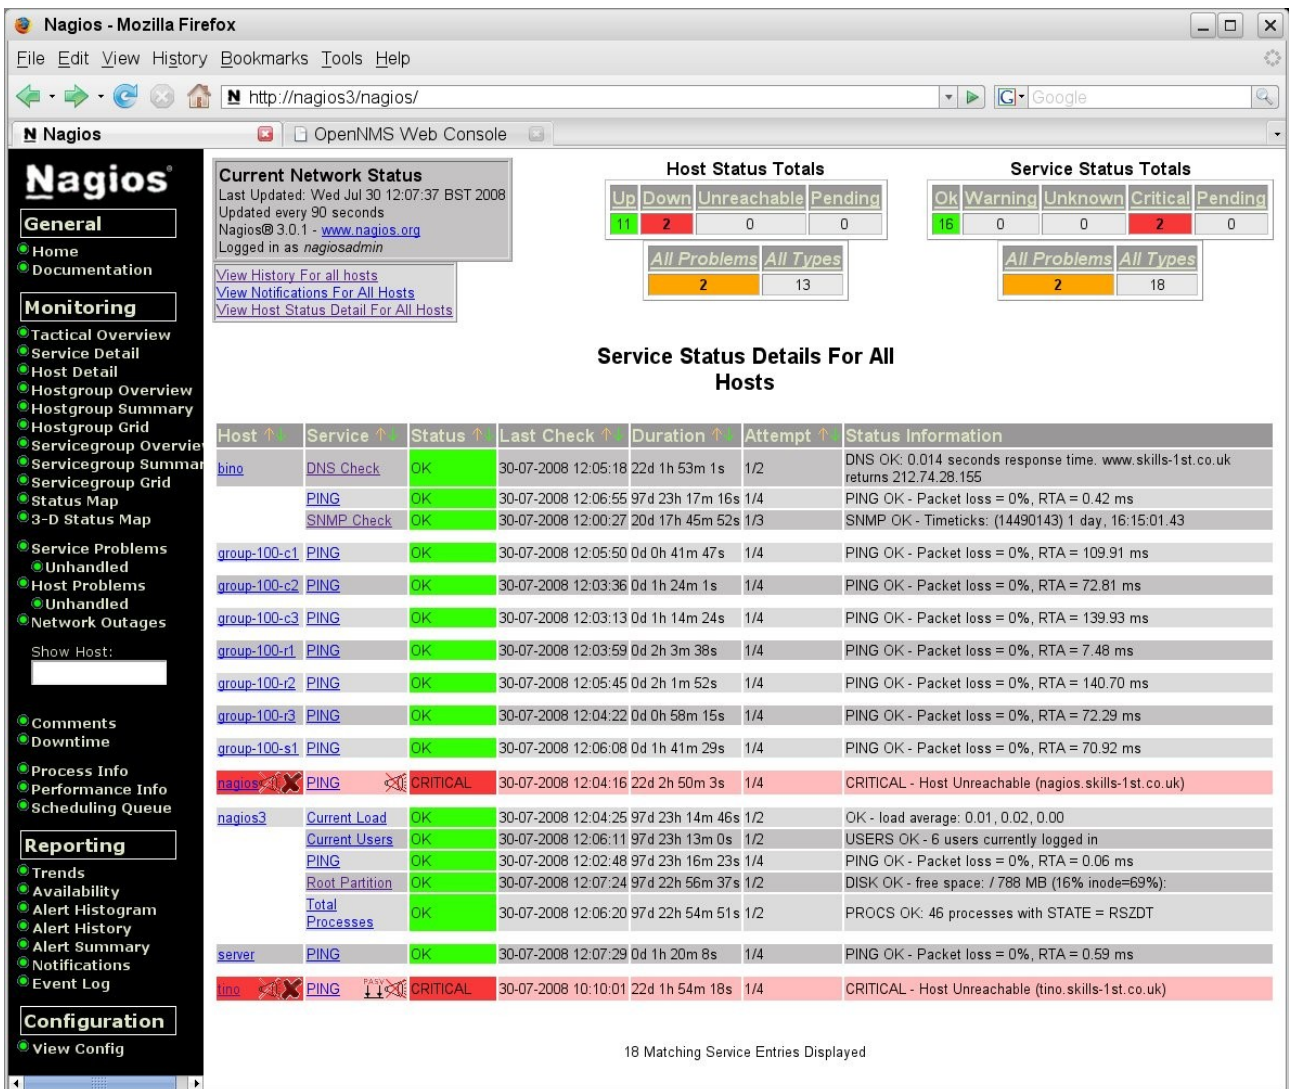 Nagios - Mozilla Firefox
File Edit View History Bookmarks Tools Help
http://nagios3/nagios/
Google
Nagios
OpenNMS Web Console
Nagios®
General
Home
Documentation
Monitoring
Tactical Overview
Service Detail
Host Detail
Hostgroup Overview
Hostgroup Summary
Hostgroup Grid
Servicegroup Overvie
Servicegroup Summar
Servicegroup Grid
Status Map
3-D Status Map
Service Problems
Unhandled
Host Problems
Unhandled
Network Outages
Show Host:
Comments
Downtime
Process Info
Performance Info
Scheduling Queue
Reporting
Trends
Availability
Alert Histogram
Alert History
Alert Summary
Notifications
Event Log
Configuration
View Config
Current Network Status
Last Updated: Wed Jul 30 12:07:37 BST 2008
Updated every 90 seconds
Nagios® 3.0.1 - www.nagios.org
Logged in as nagiosadmin
View History For all hosts
View Notifications For All Hosts
View Host Status Detail For All Hosts
Host Status Totals
Up Down Unreachable Pending
11 2 0 0
All Problems All Types
2 13
Service Status Totals
Ok Warning Unknown Critical Pending
16 0 0 2 0
All Problems All Types
2 18
Service Status Details For All
Hosts
Host Service Status Last Check Duration Attempt Status Information
bino DNS Check OK 30-07-2008 12:05:18 22d 1h 53m 1s 1/2 DNS OK: 0.014 seconds response time. www.skills-1st.co.uk
returns 212.74.28.155
PING OK 30-07-2008 12:06:55 97d 23h 17m 16s 1/4 PING OK - Packet loss = 0%, RTA = 0.42 ms
SNMP Check OK 30-07-2008 12:00:27 20d 17h 45m 52s 1/3 SNMP OK - Timeticks: (14490143) 1 day, 16:15:01.43
group-100-c1 PING OK 30-07-2008 12:05:50 0d 0h 41m 47s 1/4 PING OK - Packet loss = 0%, RTA = 109.91 ms
group-100-c2 PING OK 30-07-2008 12:03:36 0d 1h 24m 1s 1/4 PING OK - Packet loss = 0%, RTA = 72.81 ms
group-100-c3 PING OK 30-07-2008 12:03:13 0d 1h 14m 24s 1/4 PING OK - Packet loss = 0%, RTA = 139.93 ms
group-100-r1 PING OK 30-07-2008 12:03:59 0d 2h 3m 38s 1/4 PING OK - Packet loss = 0%, RTA = 7.48 ms
group-100-r2 PING OK 30-07-2008 12:05:45 0d 2h 1m 52s 1/4 PING OK - Packet loss = 0%, RTA = 140.70 ms
group-100-r3 PING OK 30-07-2008 12:04:22 0d 0h 58m 15s 1/4 PING OK - Packet loss = 0%, RTA = 72.29 ms
group-100-s1 PING OK 30-07-2008 12:06:08 0d 1h 41m 29s 1/4 PING OK - Packet loss = 0%, RTA = 70.92 ms
nagios PING CRITICAL 30-07-2008 12:04:16 22d 2h 50m 3s 1/4 CRITICAL - Host Unreachable (nagios.skills-1st.co.uk)
nagios3 Current Load OK 30-07-2008 12:04:25 97d 23h 14m 46s 1/2 OK - load average: 0.01, 0.02, 0.00
Current Users OK 30-07-2008 12:06:11 97d 23h 13m 0s 1/2 USERS OK - 6 users currently logged in
PING OK 30-07-2008 12:02:48 97d 23h 16m 23s 1/4 PING OK - Packet loss = 0%, RTA = 0.06 ms
Root Partition OK 30-07-2008 12:07:24 97d 22h 56m 37s 1/2 DISK OK - free space: / 788 MB (16% inode=69%):
Total
Processes OK 30-07-2008 12:06:20 97d 22h 54m 51s 1/2 PROCS OK: 46 processes with STATE = RSZDT
server PING OK 30-07-2008 12:07:29 0d 1h 20m 8s 1/4 PING OK - Packet loss = 0%, RTA = 0.59 ms
tino PING PASV CRITICAL 30-07-2008 10:10:01 22d 1h 54m 18s 1/4 CRITICAL - Host Unreachable (tino.skills-1st.co.uk)
18 Matching Service Entries Displayed